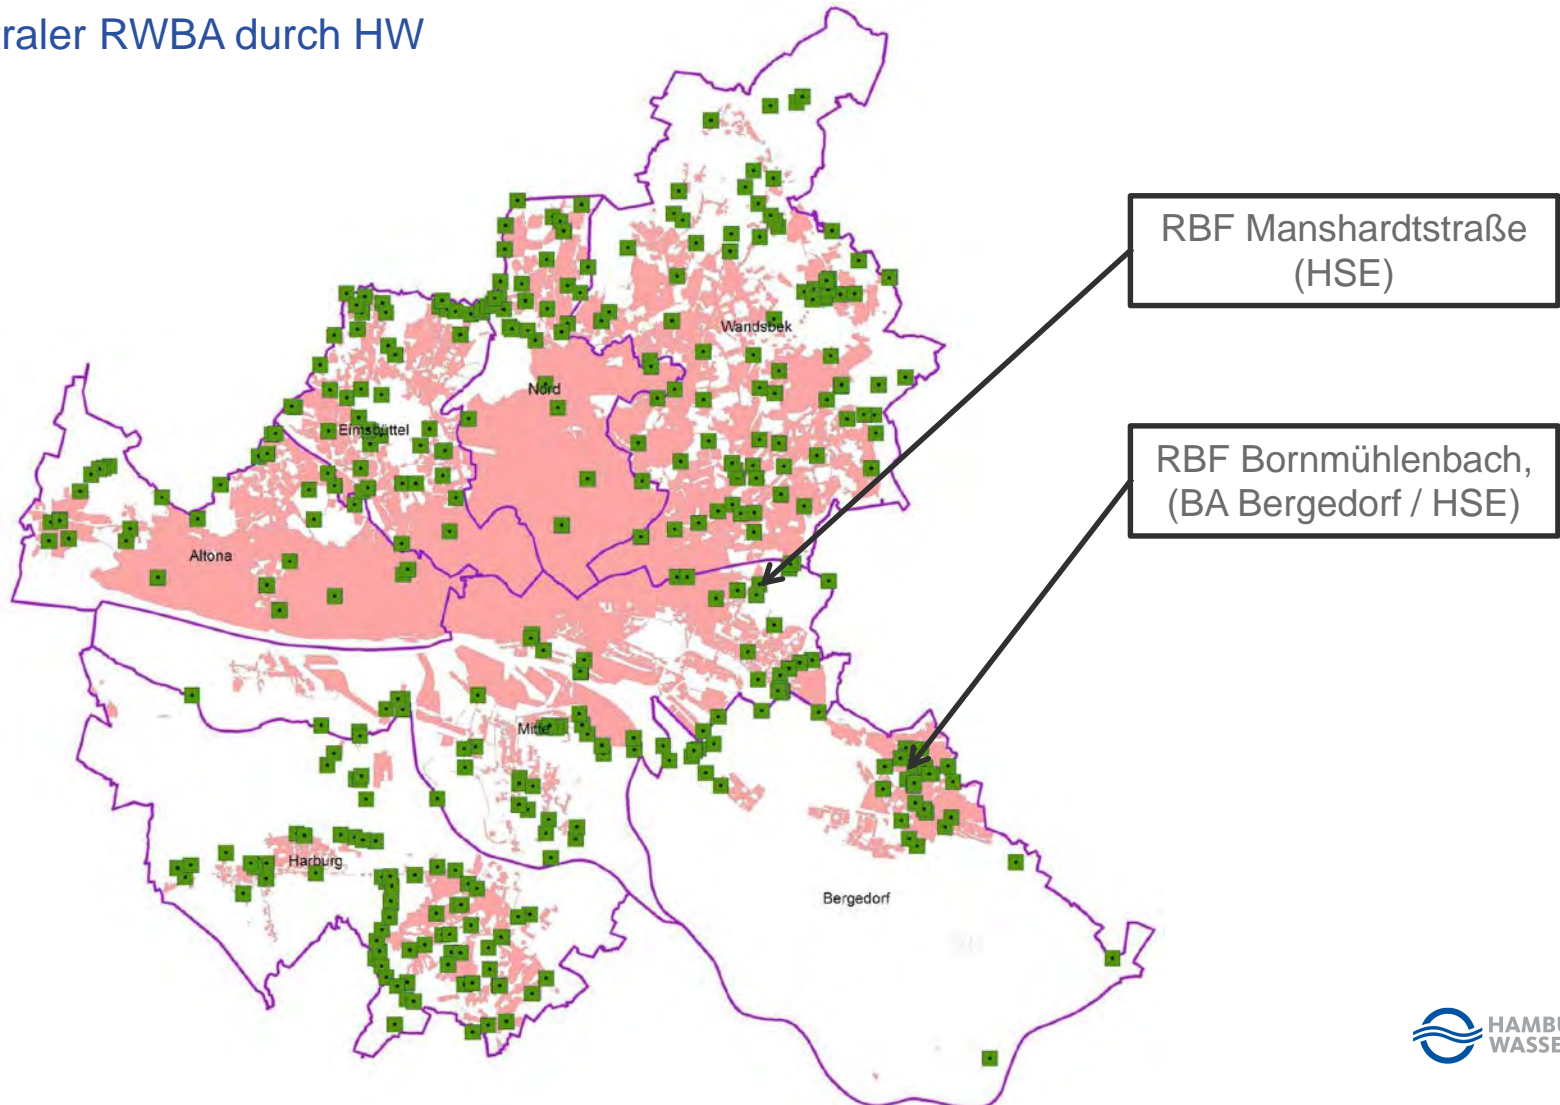 raler RWBA durch HW
RBF Manshardtstraße
(HSE)
Wandsbek
Nord
Eimsbüttel
RBF Bornmühlenbach,
(BA Bergedorf / HSE)
Altona
Mitte
Harburg
Bergedorf
HAMBU
WASSE